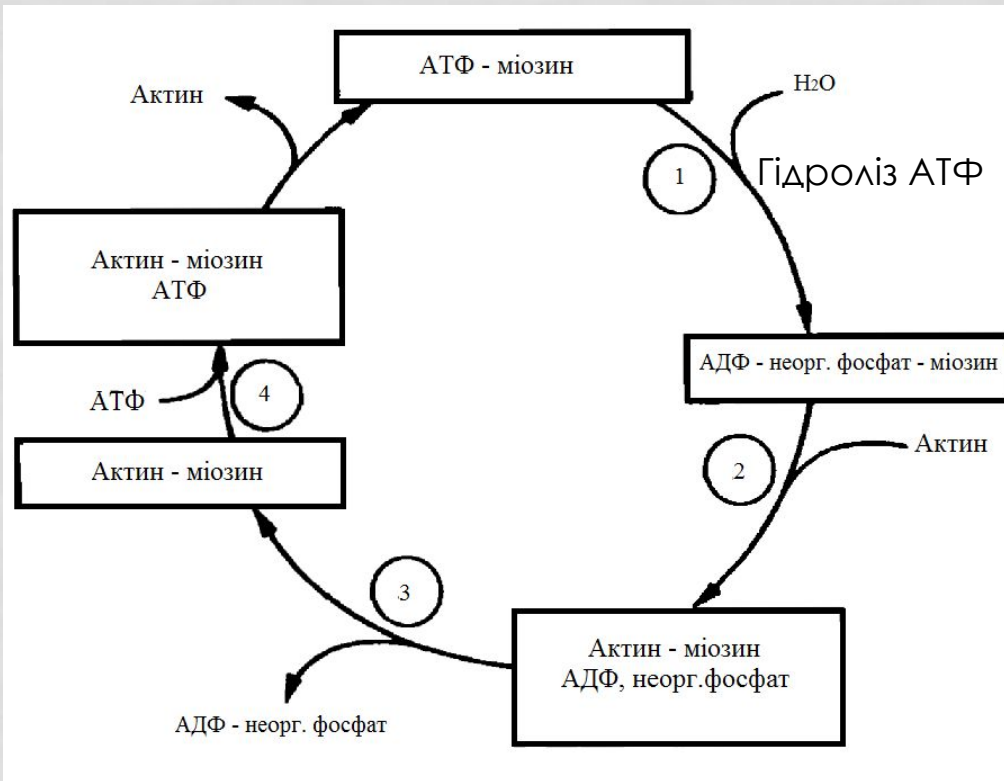 АТФ - міозин
H2O
1
Гідроліз АТФ
АДФ - неорг. фосфат - міозин
2
Актин
Актин - міозин
АДФ, неорг.фосфат
3
АДФ - неорг. фосфат
Актин - міозин
4
АТФ
Актин - міозин
АТФ
Актин